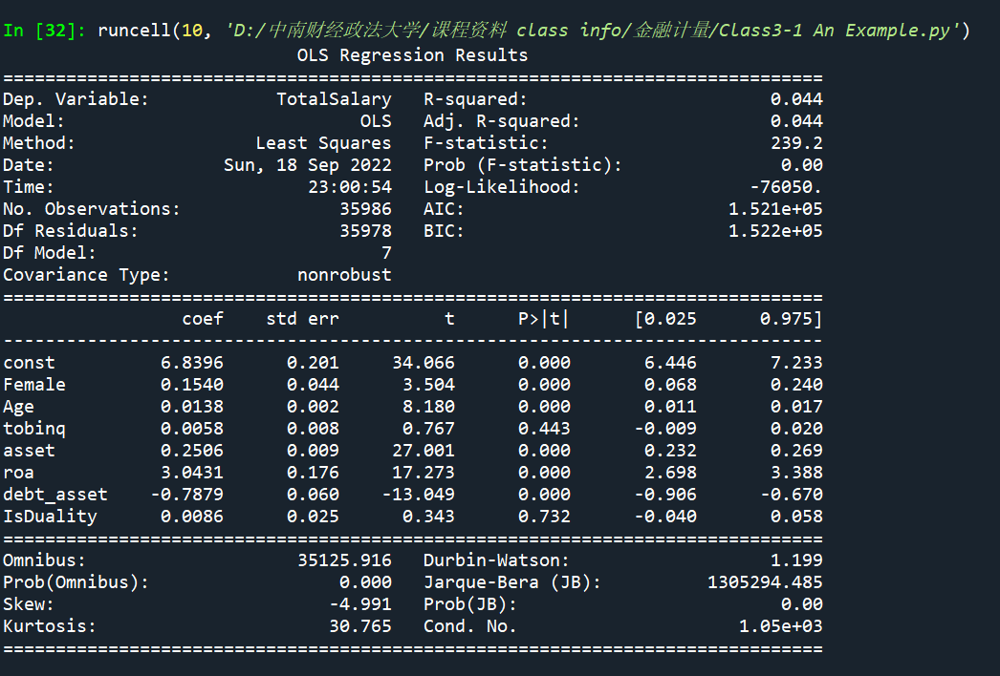 In [32]: runcell(10, 'D:/中南财经政法大学/课程资料 class info/金融计量/Class3-1 An Example.py')
OLS Regression Results
==============================================================================
Dep. Variable: TotalSalary R-squared: 0.044
Model: OLS Adj. R-squared: 0.044
Method: Least Squares F-statistic: 239.2
Date: Sun, 18 Sep 2022 Prob (F-statistic): 0.00
Time: 23:00:54 Log-Likelihood: -76050.
No. Observations: 35986 AIC: 1.521e+05
Df Residuals: 35978 BIC: 1.522e+05
Df Model: 7
Covariance Type: nonrobust
==============================================================================
coef std err t P>|t| [0.025 0.975]
------------------------------------------------------------------------------
const 6.8396 0.201 34.066 0.000 6.446 7.233
Female 0.1540 0.044 3.504 0.000 0.068 0.240
Age 0.0138 0.002 8.180 0.000 0.011 0.017
tobinq 0.0058 0.008 0.767 0.443 -0.009 0.020
asset 0.2506 0.009 27.001 0.000 0.232 0.269
roa 3.0431 0.176 17.273 0.000 2.698 3.388
debt_asset -0.7879 0.060 -13.049 0.000 -0.906 -0.670
IsDuality 0.0086 0.025 0.343 0.732 -0.040 0.058
==============================================================================
Omnibus: 35125.916 Durbin-Watson: 1.199
Prob(Omnibus): 0.000 Jarque-Bera (JB): 1305294.485
Skew: -4.991 Prob(JB): 0.00
Kurtosis: 30.765 Cond. No. 1.05e+03
==============================================================================